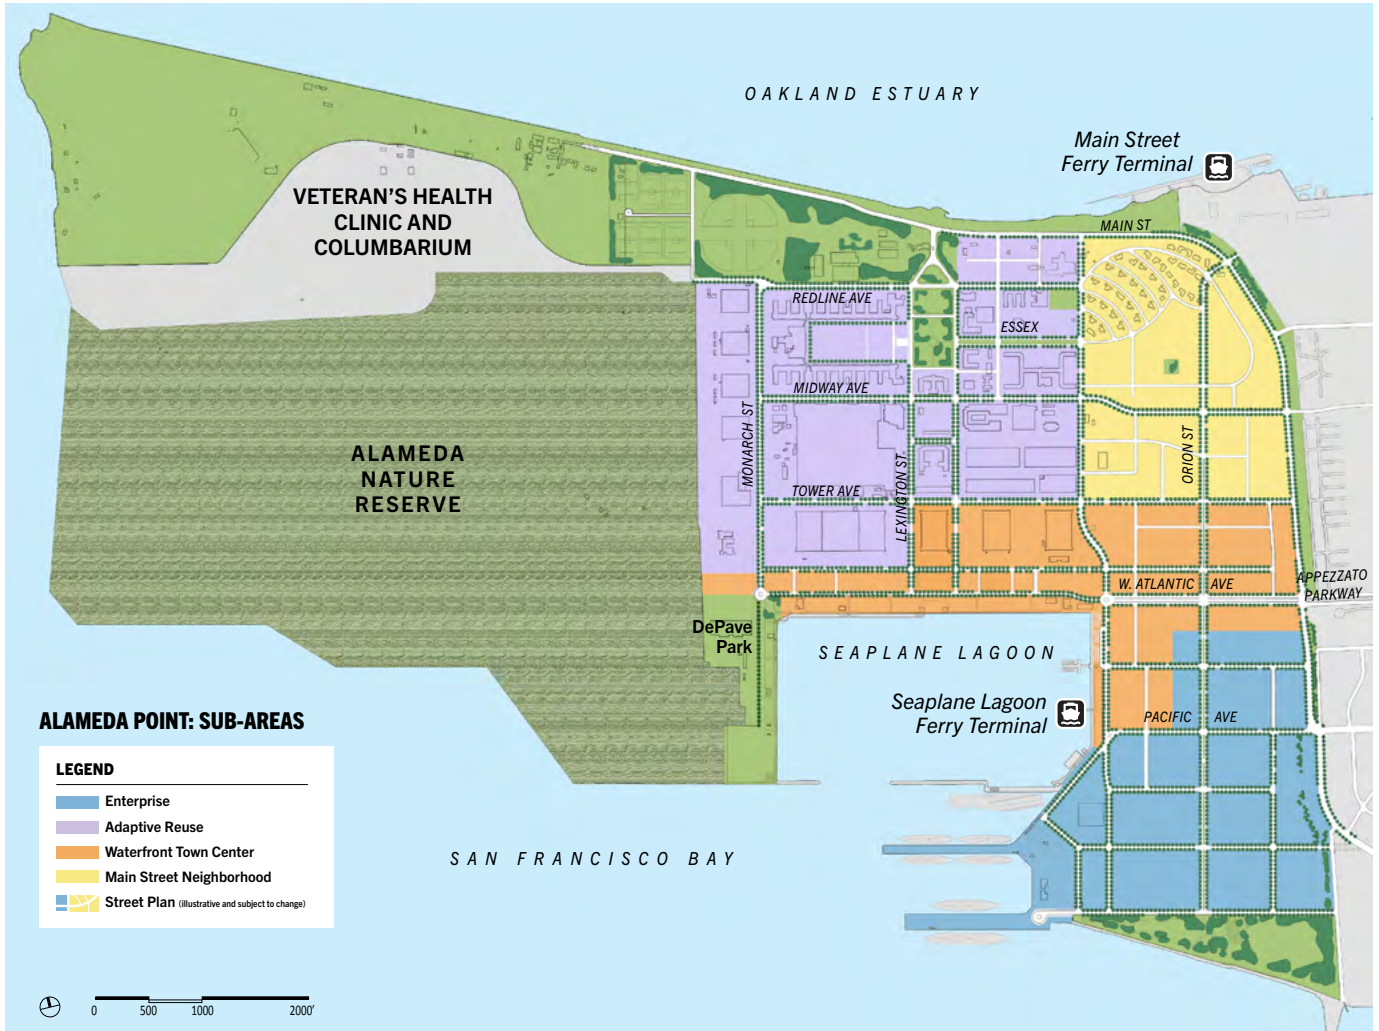 OAKLAND ESTUARY
Main Street
Ferry Terminal
VETERAN'S HEALTH
CLINIC AND
COLUMBARIUM
MAIN ST
REDLINE AVE
ESSEX
MIDWAY AVE
MONARCH ST
ALAMEDA
NATURE
RESERVE
ORION ST
TOWER AVE
LEXINGTON ST.
W. ATLANTIC AVE
APPEZZATO
PARKWAY
DePave
Park
SEAPLANE LAGOON
Seaplane Lagoon
Ferry Terminal
PACIFIC AVE
ALAMEDA POINT: SUB-AREAS
LEGEND
Enterprise
Adaptive Reuse
Waterfront Town Center
Main Street Neighborhood
Street Plan (illustrative and subject to change)
SAN FRANCISCO BAY
0 500 1000 2000'